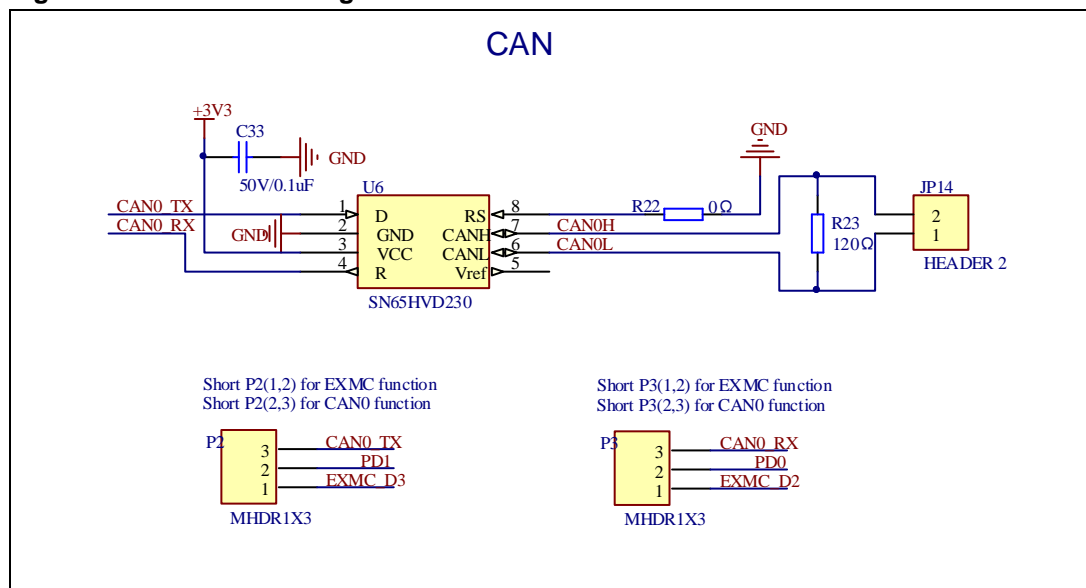 CAN
+3V3
C33
GND
50V/0.1uF
GND
U6
JP14
CAN0_TX
1
D
RS
8
R22
0Ω
2
CAN0_RX
2
GND
CANH
7
CAN0H
R23
1
GND
3
VCC
CANL
6
CAN0L
120Ω
4
R
Vref
5
HEADER 2
SN65HVD230
Short P2(1,2) for EXMC function
Short P2(2,3) for CAN0 function
P2
3
CAN0_TX
2
PD1
1
EXMC_D3
MHDR1X3
Short P3(1,2) for EXMC function
Short P3(2,3) for CAN0 function
P3
3
CAN0_RX
2
PD0
1
EXMC_D2
MHDR1X3